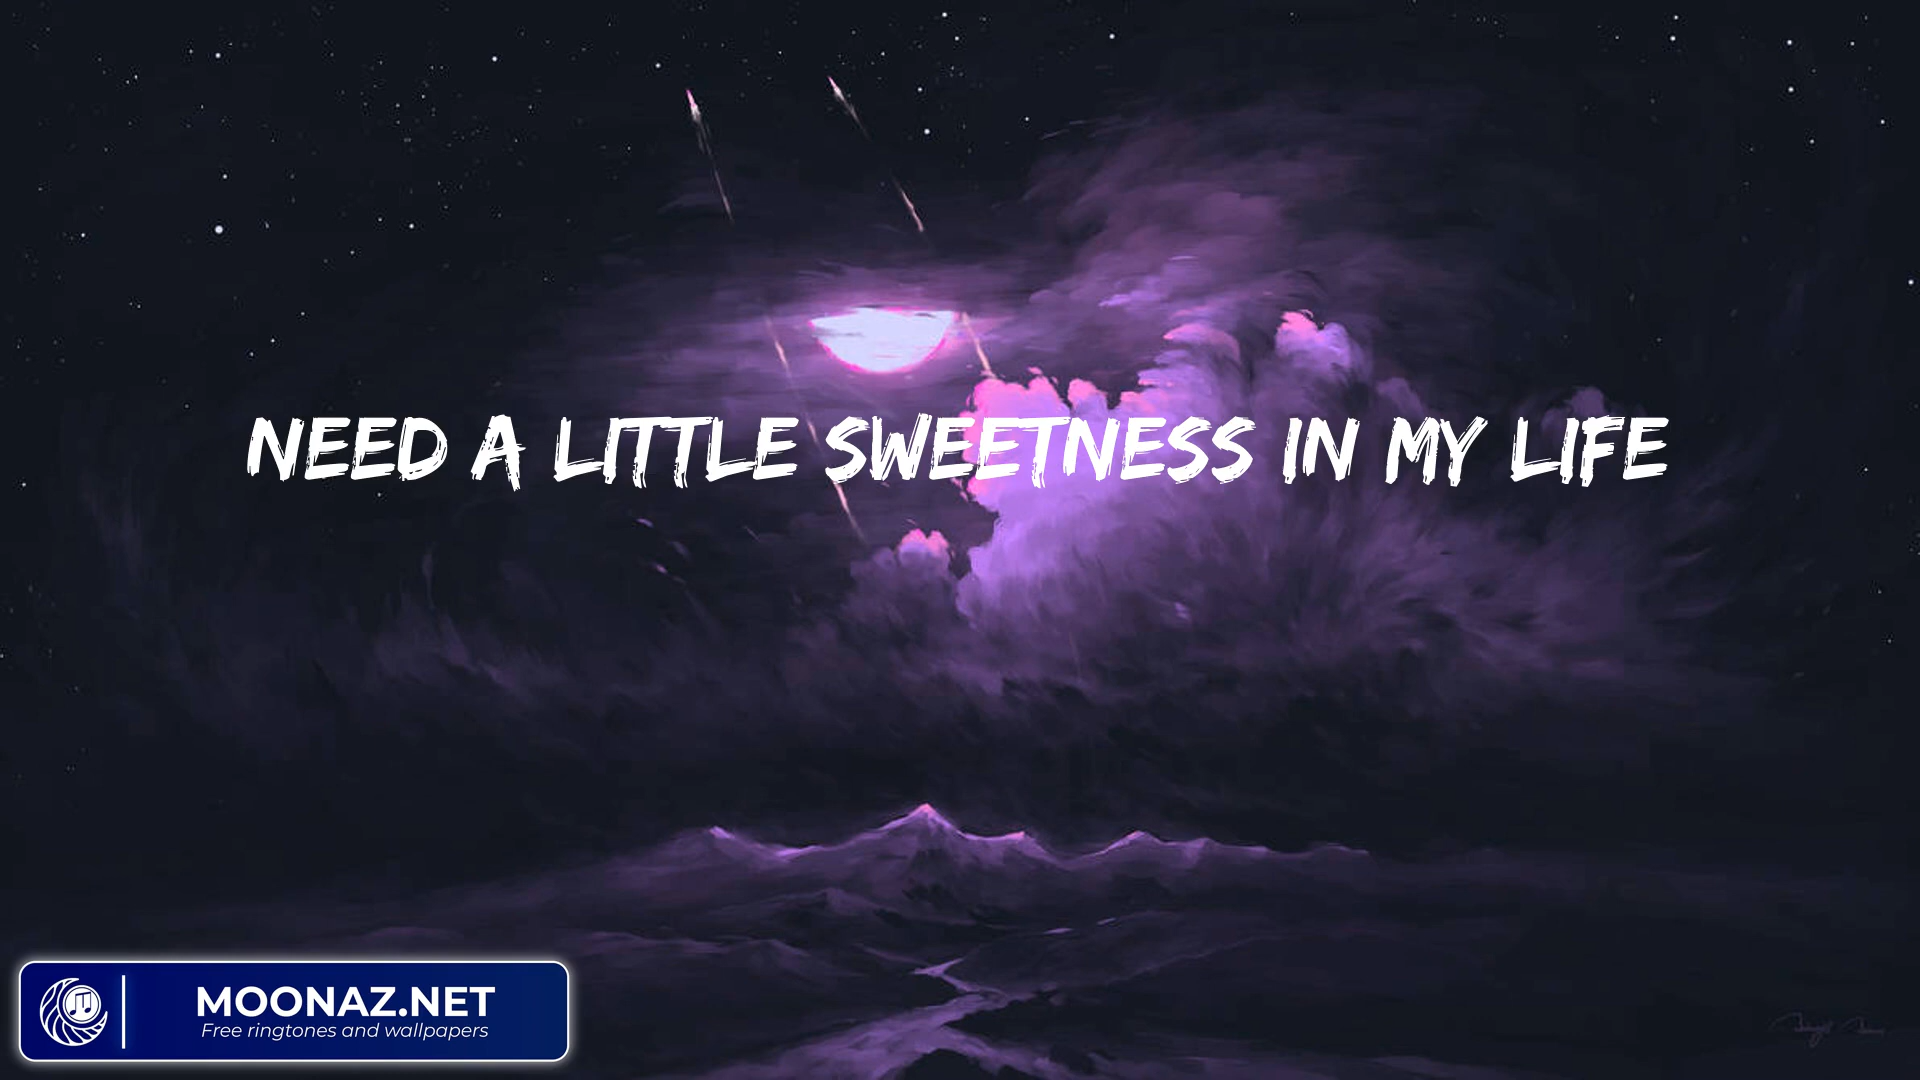 NEED A LITTLE SWEETNESS IN MY LIFE
MOONAZ.NET
Free ringtones and wallpapers